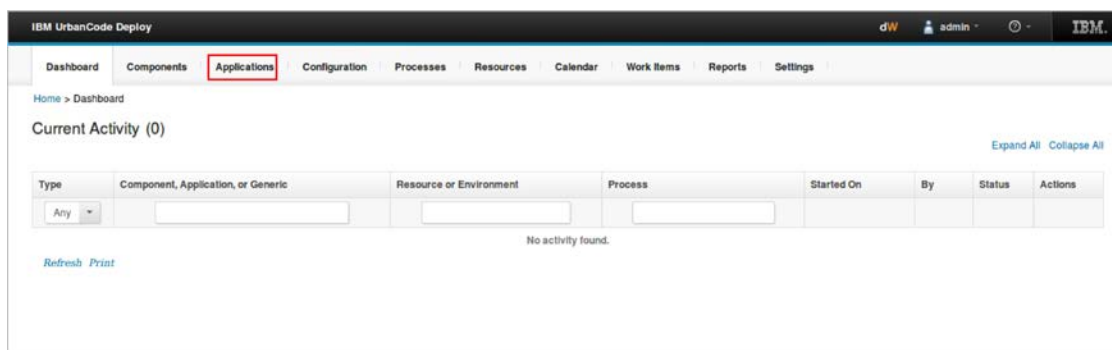 IBM UrbanCode Deploy dW admin IBM.
Dashboard Components Applications Configuration Processes Resources Calendar Work Items Reports Settings
Home > Dashboard
Current Activity (0)
Expand All Collapse All
Type Component, Application, or Generic Resource or Environment Process Started On By Status Actions
Any
No activity found.
Refresh Print